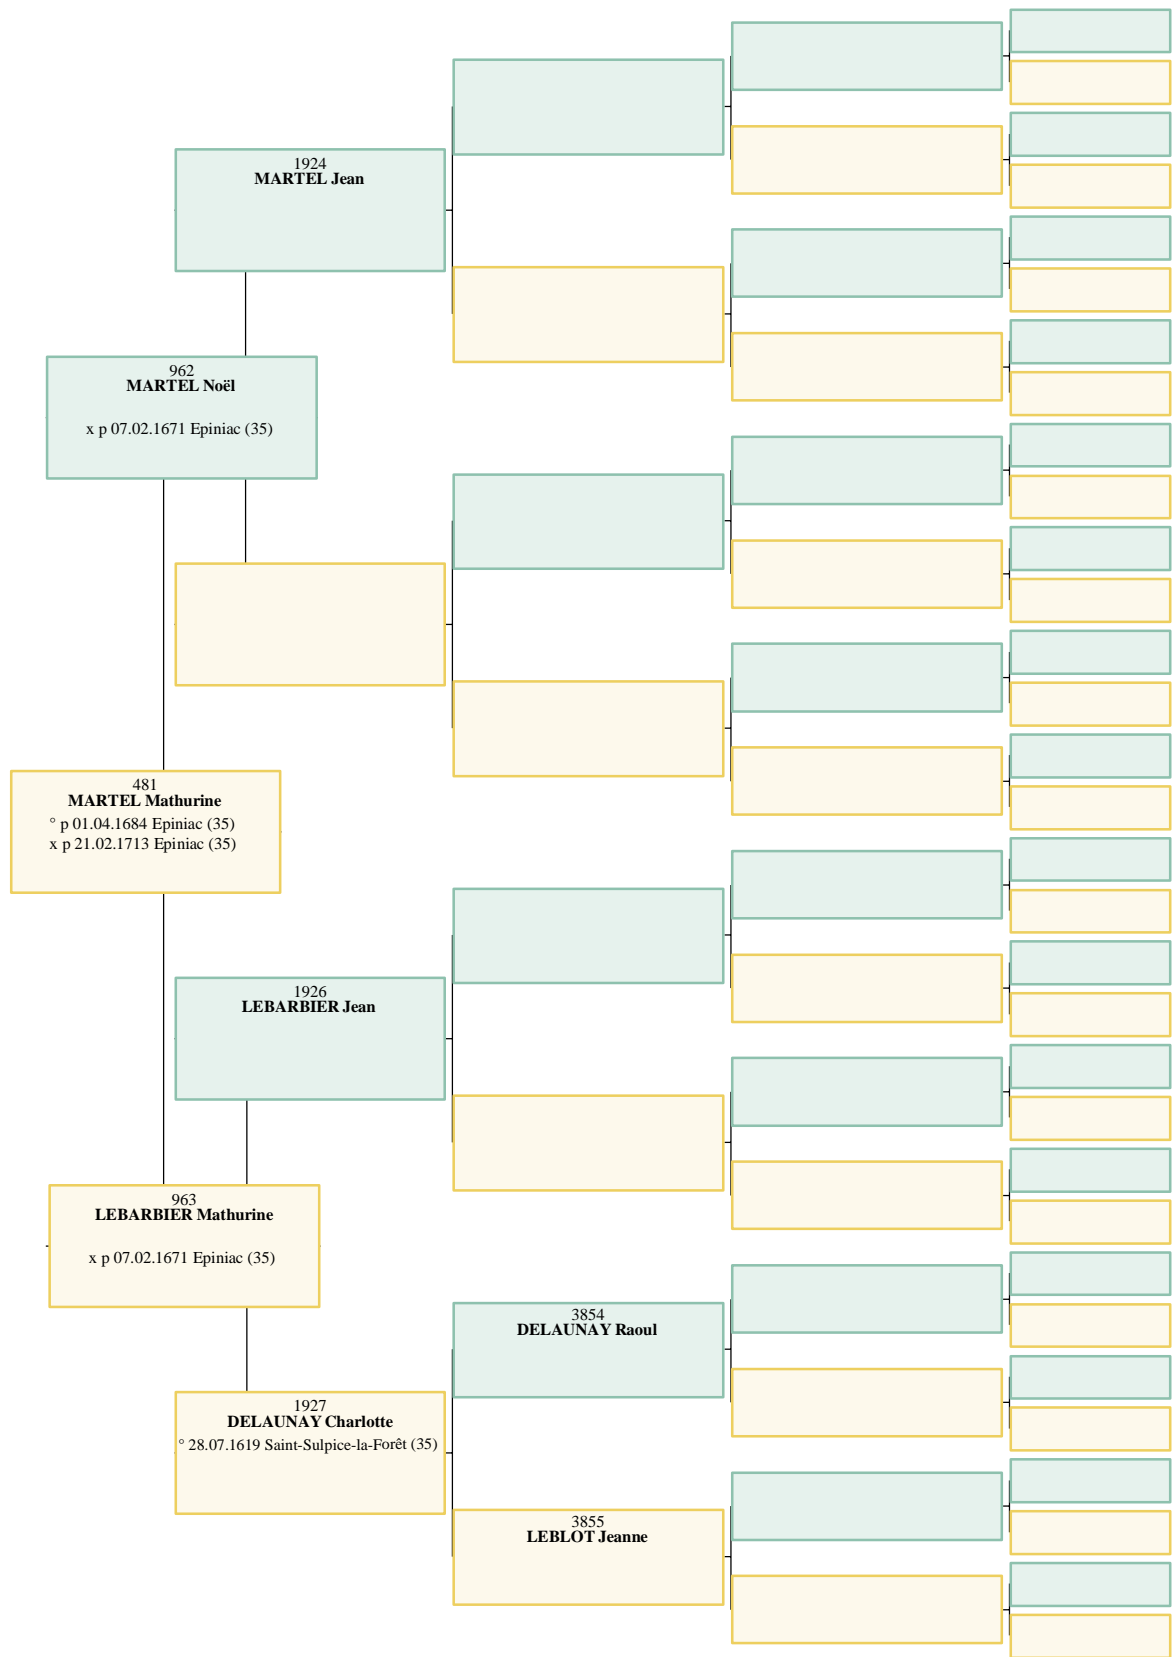 1924
MARTEL Jean
962
MARTEL Noël
x p 07.02.1671 Epiniac (35)
481
MARTEL Mathurine
° p 01.04.1684 Epiniac (35)
x p 21.02.1713 Epiniac (35)
1926
LEBARBIER Jean
963
LEBARBIER Mathurine
x p 07.02.1671 Epiniac (35)
3854
DELAUNAY Raoul
1927
DELAUNAY Charlotte
° 28.07.1619 Saint-Sulpice-la-Forêt (35)
3855
LEBLOT Jeanne